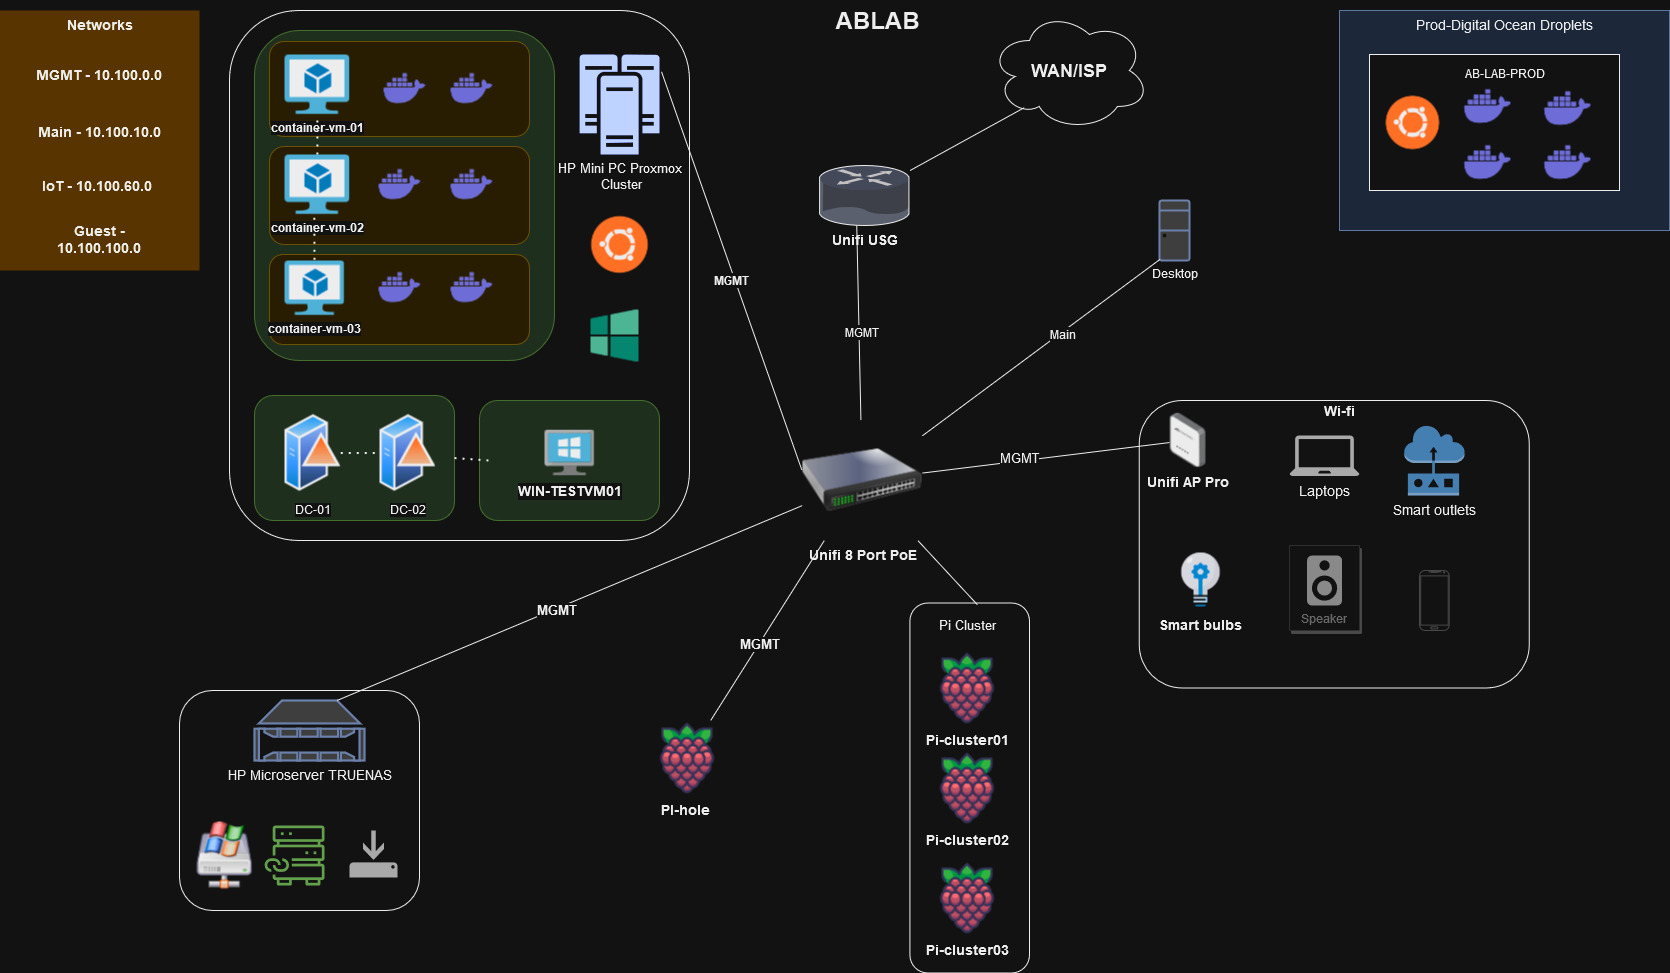 ABLAB
Networks
MGMT - 10.100.0.0
Main - 10.100.10.0
IoT - 10.100.60.0
Guest -
10.100.100.0
container-vm-01
container-vm-02
container-vm-03
HP Mini PC Proxmox
Cluster
DC-01
DC-02
WIN-TESTVM01
WAN/ISP
Unifi USG
Desktop
Prod-Digital Ocean Droplets
AB-LAB-PROD
MGMT
MGMT
Main
MGMT
Unifi 8 Port PoE
Wi-fi
Unifi AP Pro
Laptops
Smart outlets
Smart bulbs
Speaker
MGMT
MGMT
HP Microserver TRUENAS
PI-hole
Pi Cluster
Pi-cluster01
Pi-cluster02
Pi-cluster03